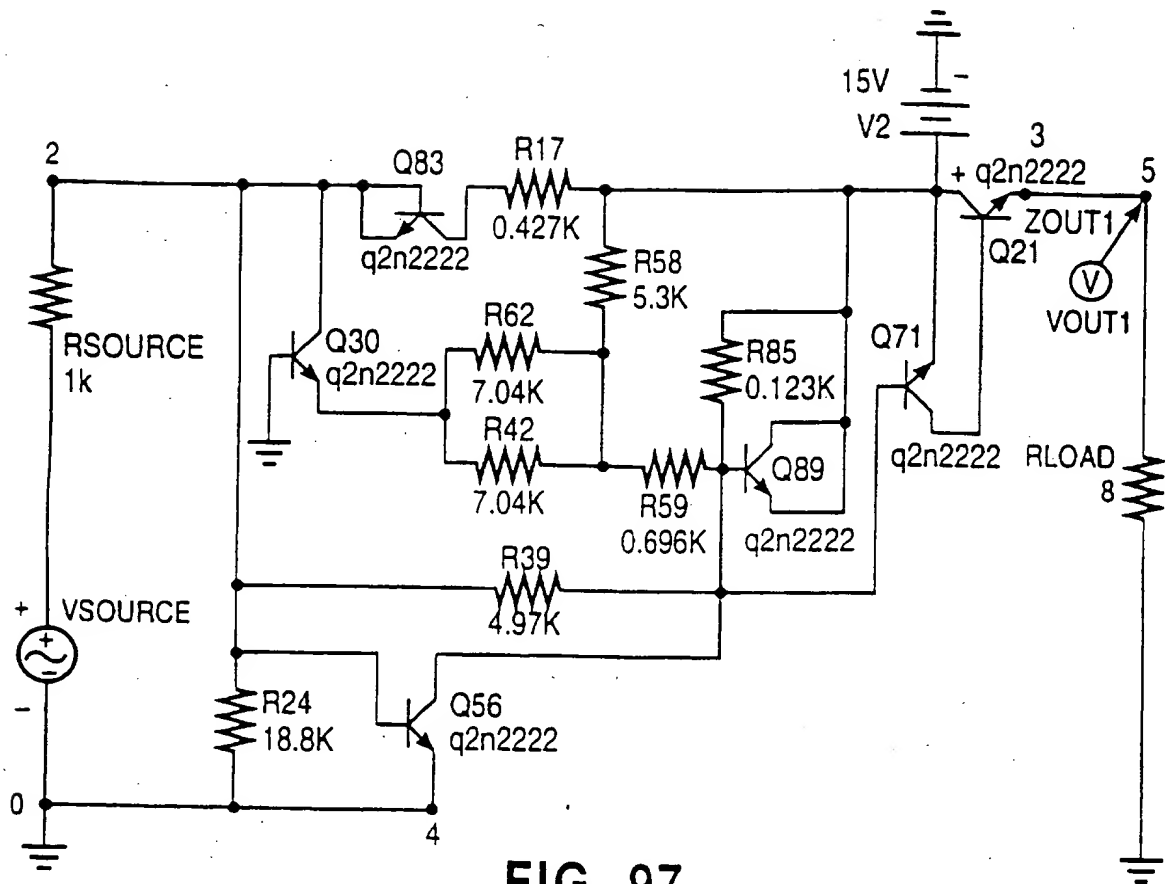 15V
−
V2
2
Q83
R17
3
5
+ q2n2222
0.427K
ZOUT1
q2n2222
Q21
R58
5.3K
V
VOUT1
R62
Q71
RSOURCE
1k
Q30
q2n2222
R85
0.123K
7.04K
R42
Q89
q2n2222
RLOAD
8
7.04K
R59
0.696K
q2n2222
R39
+
VSOURCE
4.97K
+
−
−
R24
18.8K
Q56
q2n2222
0
4
FIG. 97